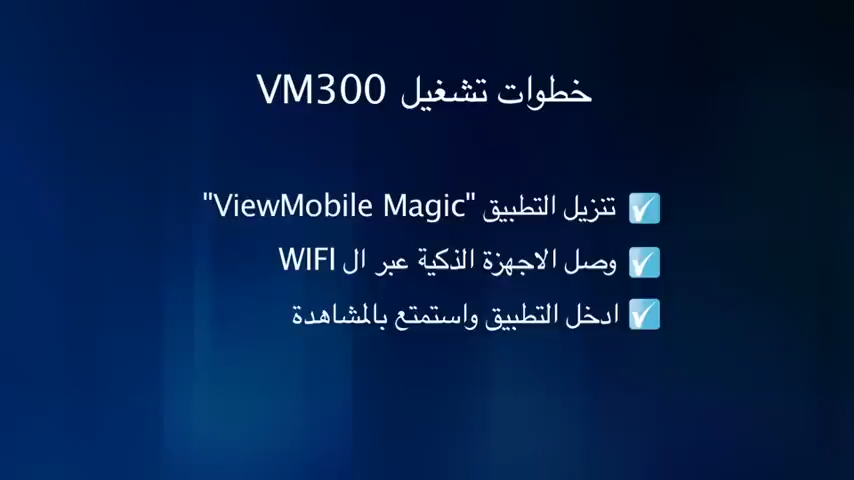 خطوات تشغيل VM300
تنزيل التطبيق "ViewMobile Magic"
وصل الاجهزة الذكية عبر ال WIFI
ادخل التطبيق واستمتع بالمشاهدة